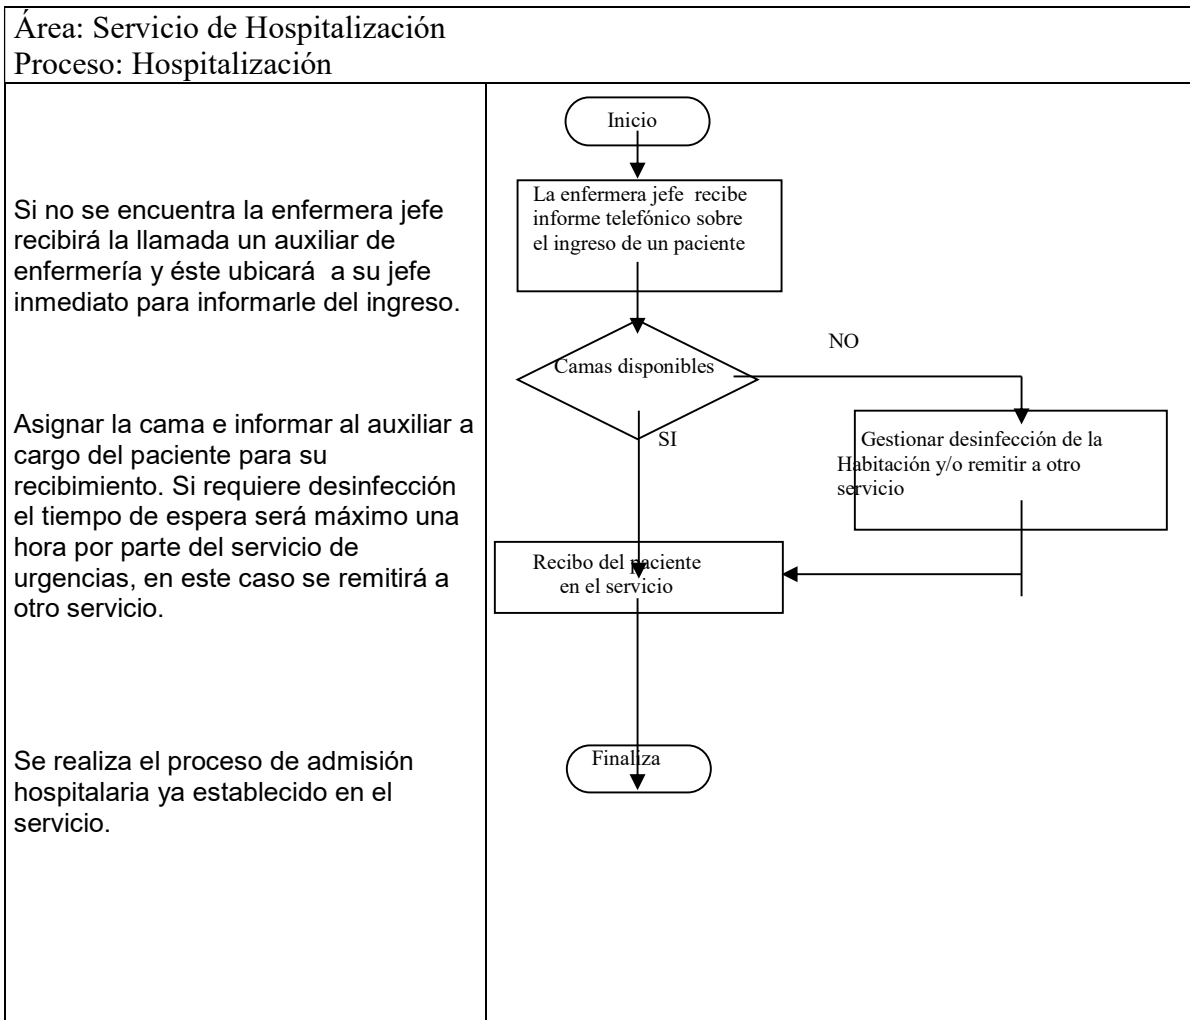 Área: Servicio de Hospitalización
Proceso: Hospitalización
Si no se encuentra la enfermera jefe
recibirá la llamada un auxiliar de
enfermería y éste ubicará  a su jefe
inmediato para informarle del ingreso.
Asignar la cama e informar al auxiliar a
cargo del paciente para su
recibimiento. Si requiere desinfección
el tiempo de espera será máximo una
hora por parte del servicio de
urgencias, en este caso se remitirá a
otro servicio.
Se realiza el proceso de admisión
hospitalaria ya establecido en el
servicio.
Inicio
La enfermera jefe  recibe
informe telefónico sobre
el ingreso de un paciente
Camas disponibles
NO
SI
Gestionar desinfección de la
Habitación y/o remitir a otro
servicio
Recibo del paciente
en el servicio
Finaliza